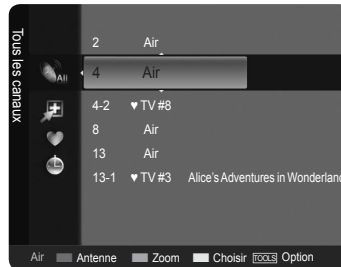 Tous les canaux
All
2 Air
4 Air
4-2 ♥ TV #8
8 Air
13 Air
13-1 ♥ TV #3 Alice's Adventures in Wonderland
Air Antenne Zoom Choisir TOOLS Option